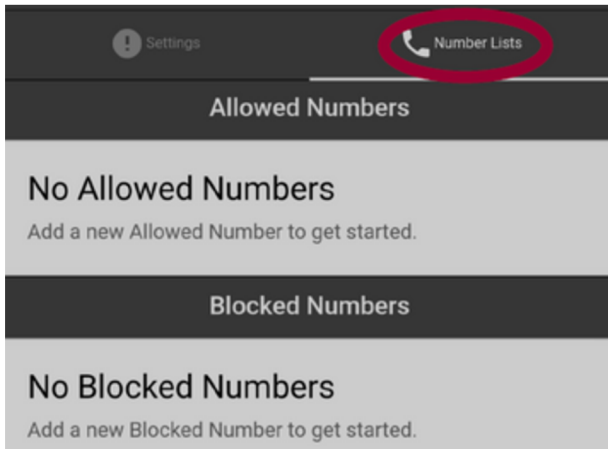 Settings
Number Lists
Allowed Numbers
No Allowed Numbers
Add a new Allowed Number to get started.
Blocked Numbers
No Blocked Numbers
Add a new Blocked Number to get started.